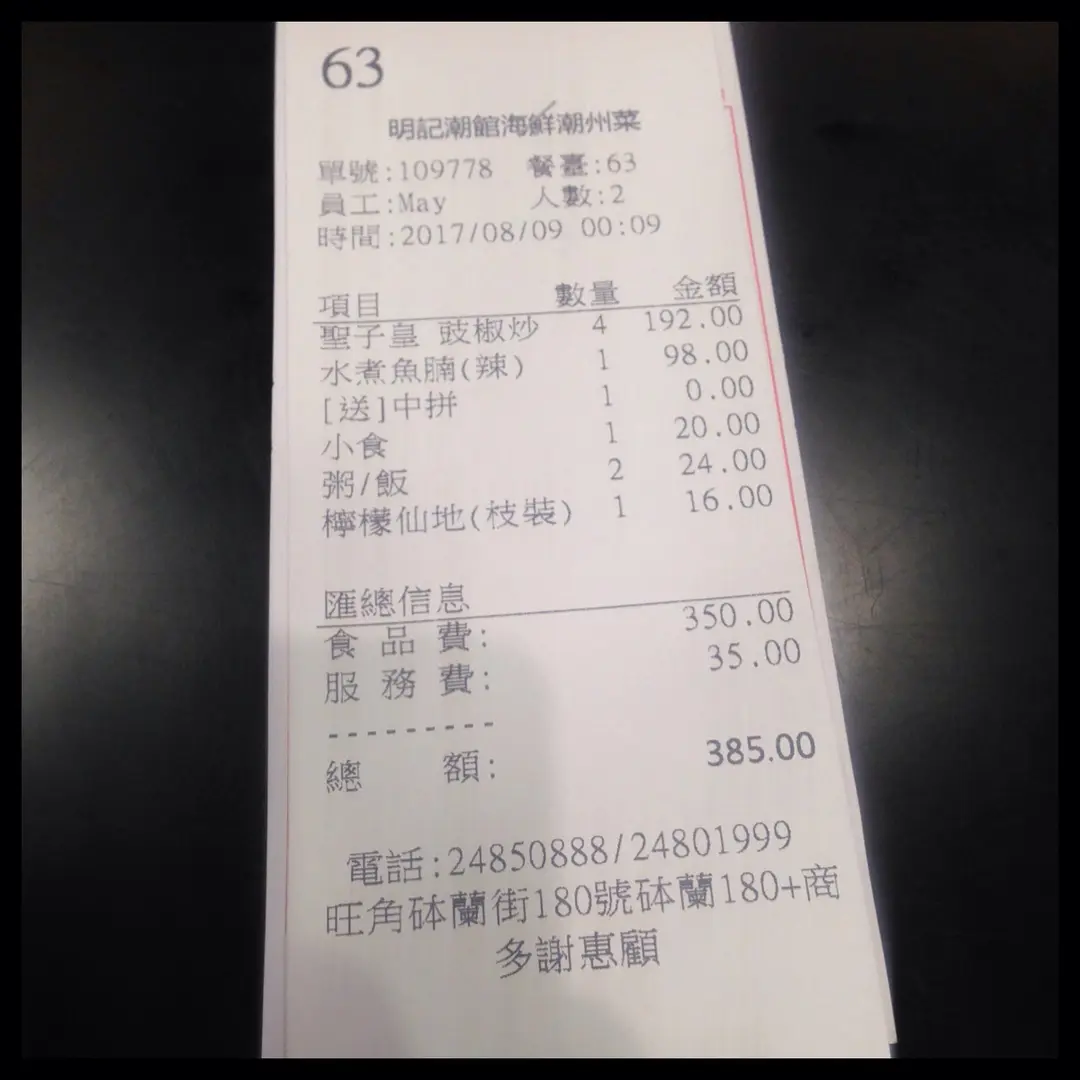 63
明記潮館海鮮潮州菜
單號:109778 餐臺:63
員工:May 人數:2
時間:2017/08/09 00:09
項目 數量 金額
聖子皇 豉椒炒 4 192.00
水煮魚腩(辣) 1 98.00
[送]中拼 1 0.00
小食 1 20.00
粥/飯 2 24.00
檸檬仙地(枝裝) 1 16.00
匯總信息
食品費: 350.00
服務費: 35.00
---------
總 額: 385.00
電話:24850888/24801999
旺角砵蘭街180號砵蘭180+商
多謝惠顧